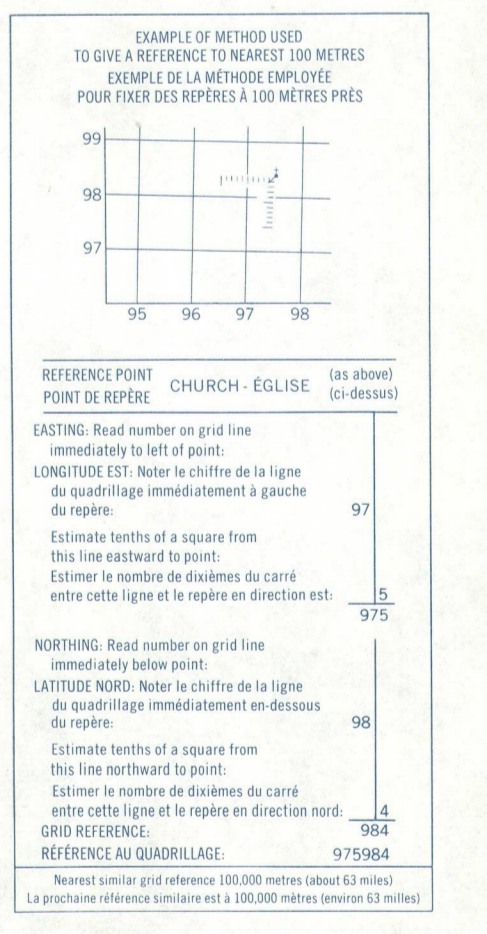 EXAMPLE OF METHOD USED
TO GIVE A REFERENCE TO NEAREST 100 METRES
EXEMPLE DE LA MÉTHODE EMPLOYÉE
POUR FIXER DES REPÈRES À 100 MÈTRES PRÈS
99
98
97
95 96 97 98
REFERENCE POINT
POINT DE REPÈRE
CHURCH - ÉGLISE
(as above)
(ci-dessus)
EASTING: Read number on grid line
immediately to left of point:
LONGITUDE EST: Noter le chiffre de la ligne
du quadrillage immédiatement à gauche
du repère: 97
Estimate tenths of a square from
this line eastward to point:
Estimer le nombre de dixièmes du carré
entre cette ligne et le repère en direction est: 5
975
NORTHING: Read number on grid line
immediately below point:
LATITUDE NORD: Noter le chiffre de la ligne
du quadrillage immédiatement en-dessous
du repère: 98
Estimate tenths of a square from
this line northward to point:
Estimer le nombre de dixièmes du carré
entre cette ligne et le repère en direction nord: 4
GRID REFERENCE: 984
RÉFÉRENCE AU QUADRILLAGE: 975984
Nearest similar grid reference 100,000 metres (about 63 miles)
La prochaine référence similaire est à 100,000 mètres (environ 63 milles)